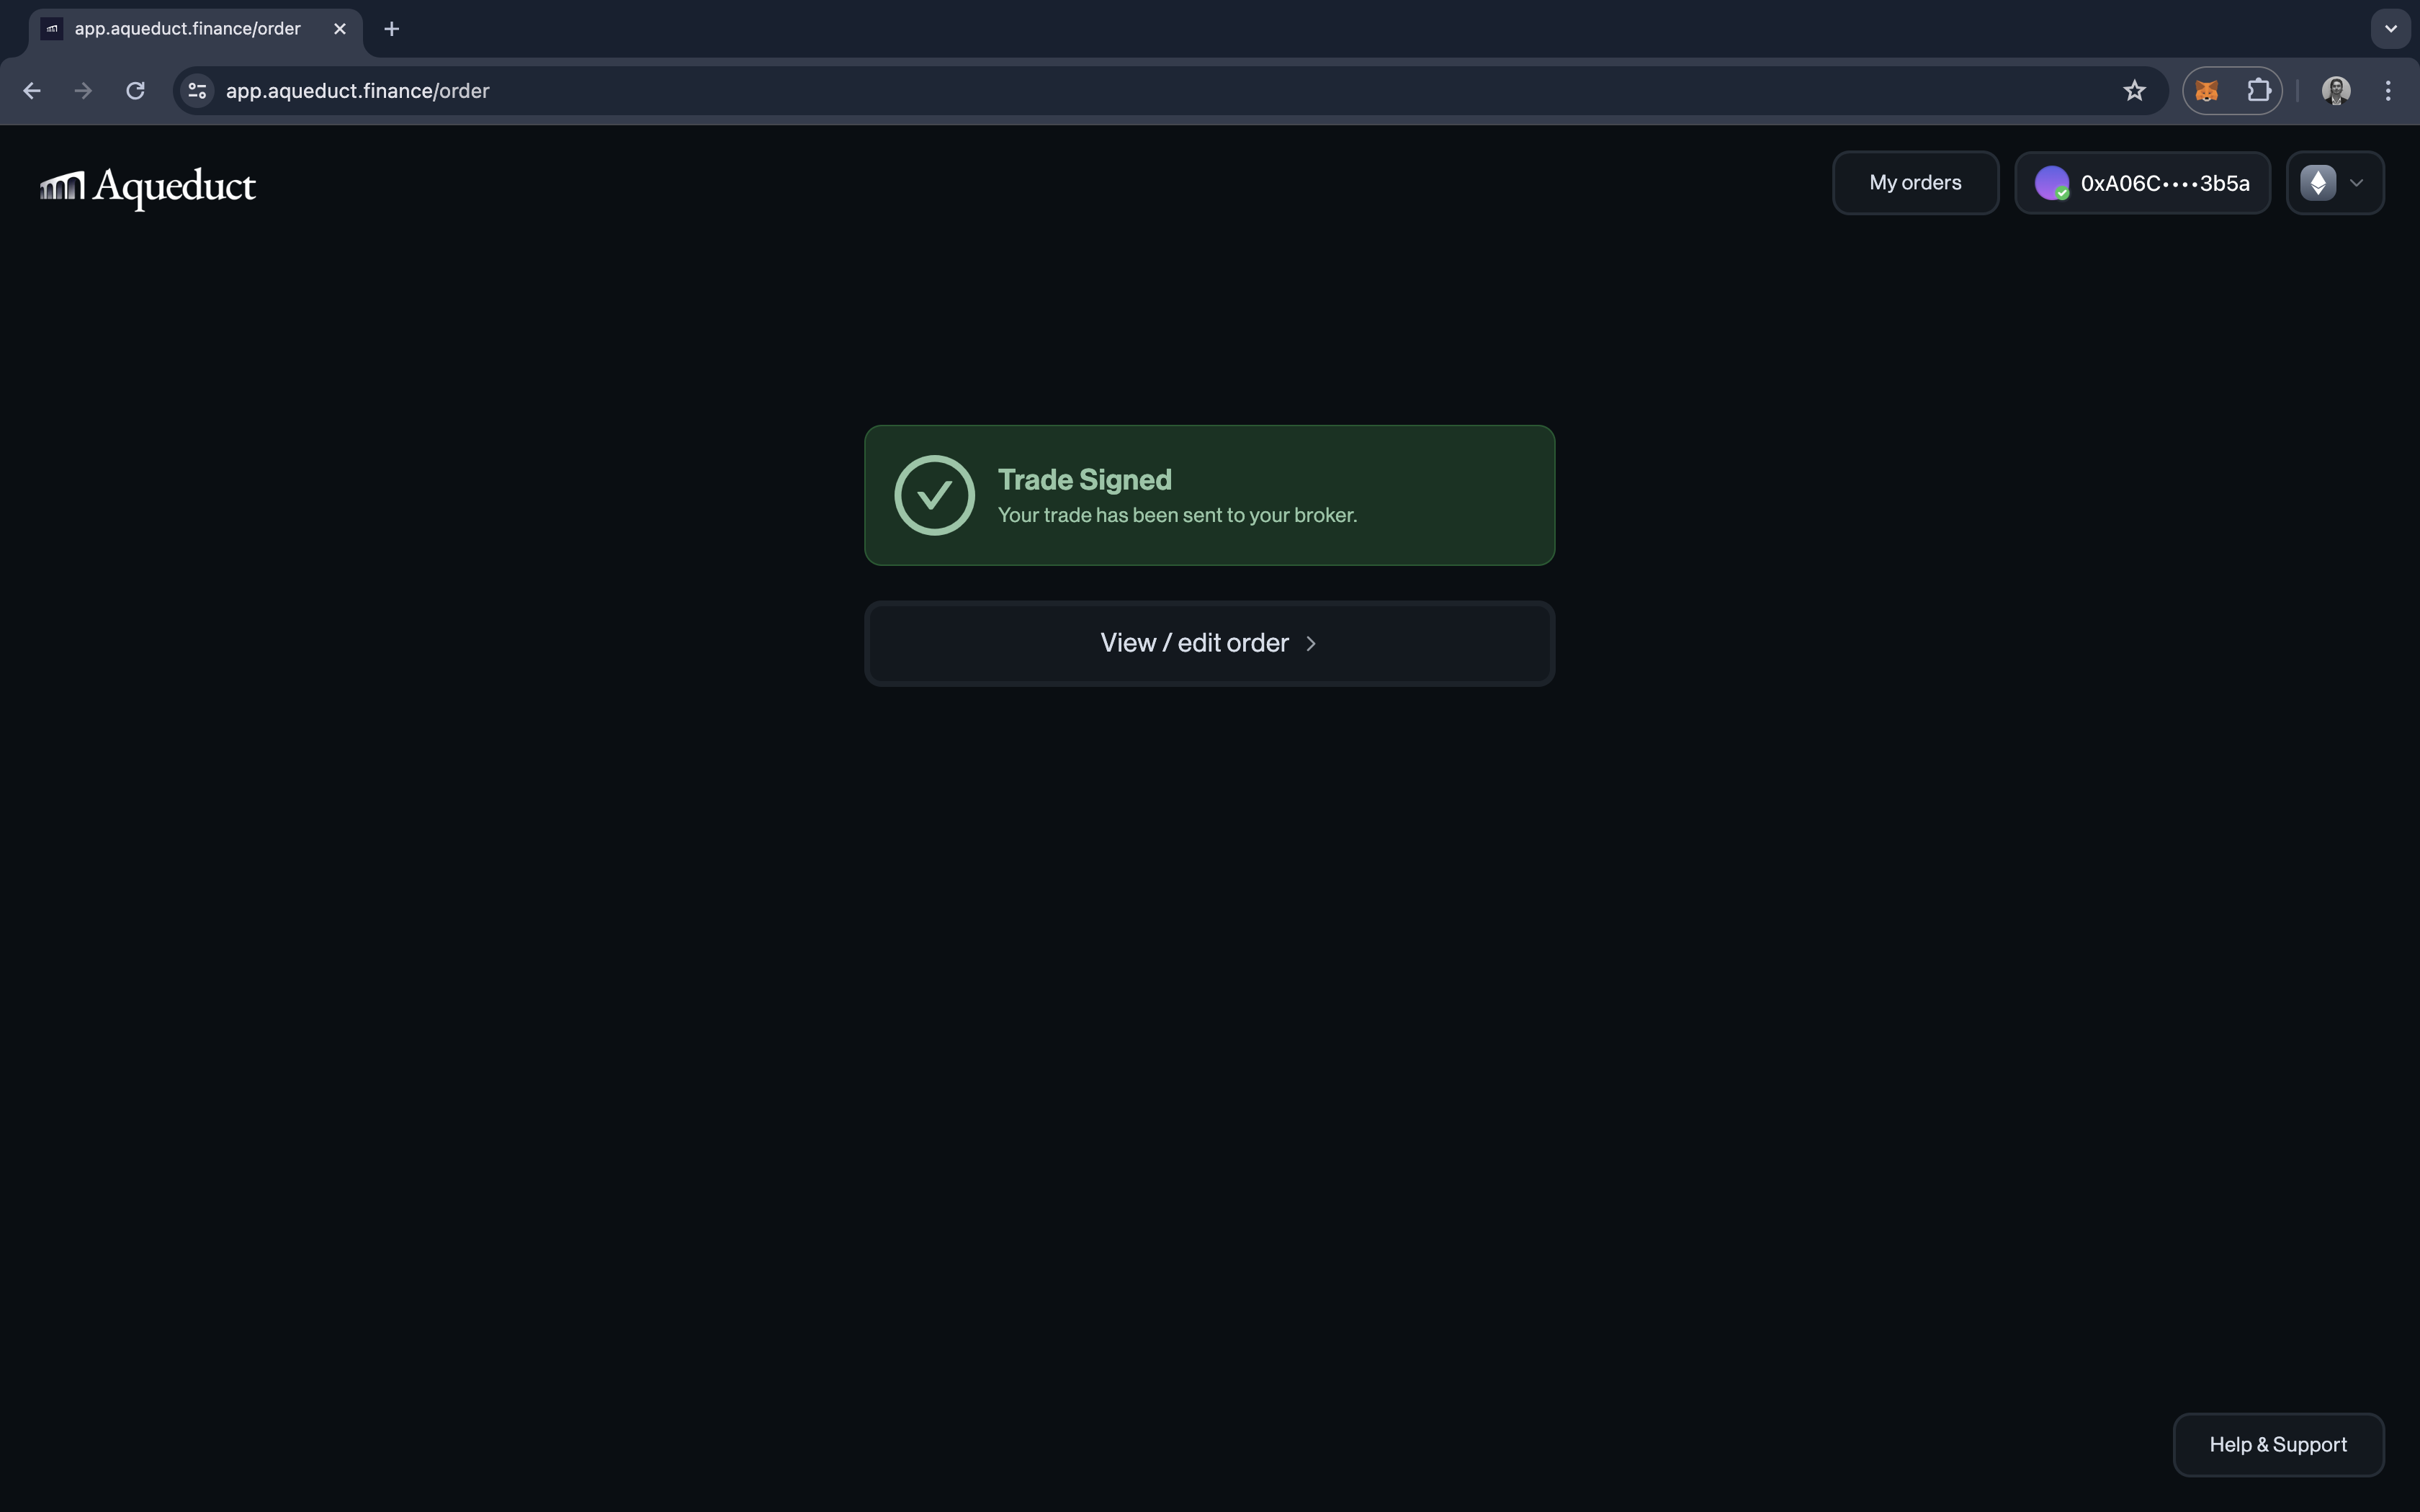 app.aqueduct.finance/order
app.aqueduct.finance/order
Aqueduct
My orders
0xA06C••••3b5a
Trade Signed
Your trade has been sent to your broker.
View / edit order
Help & Support